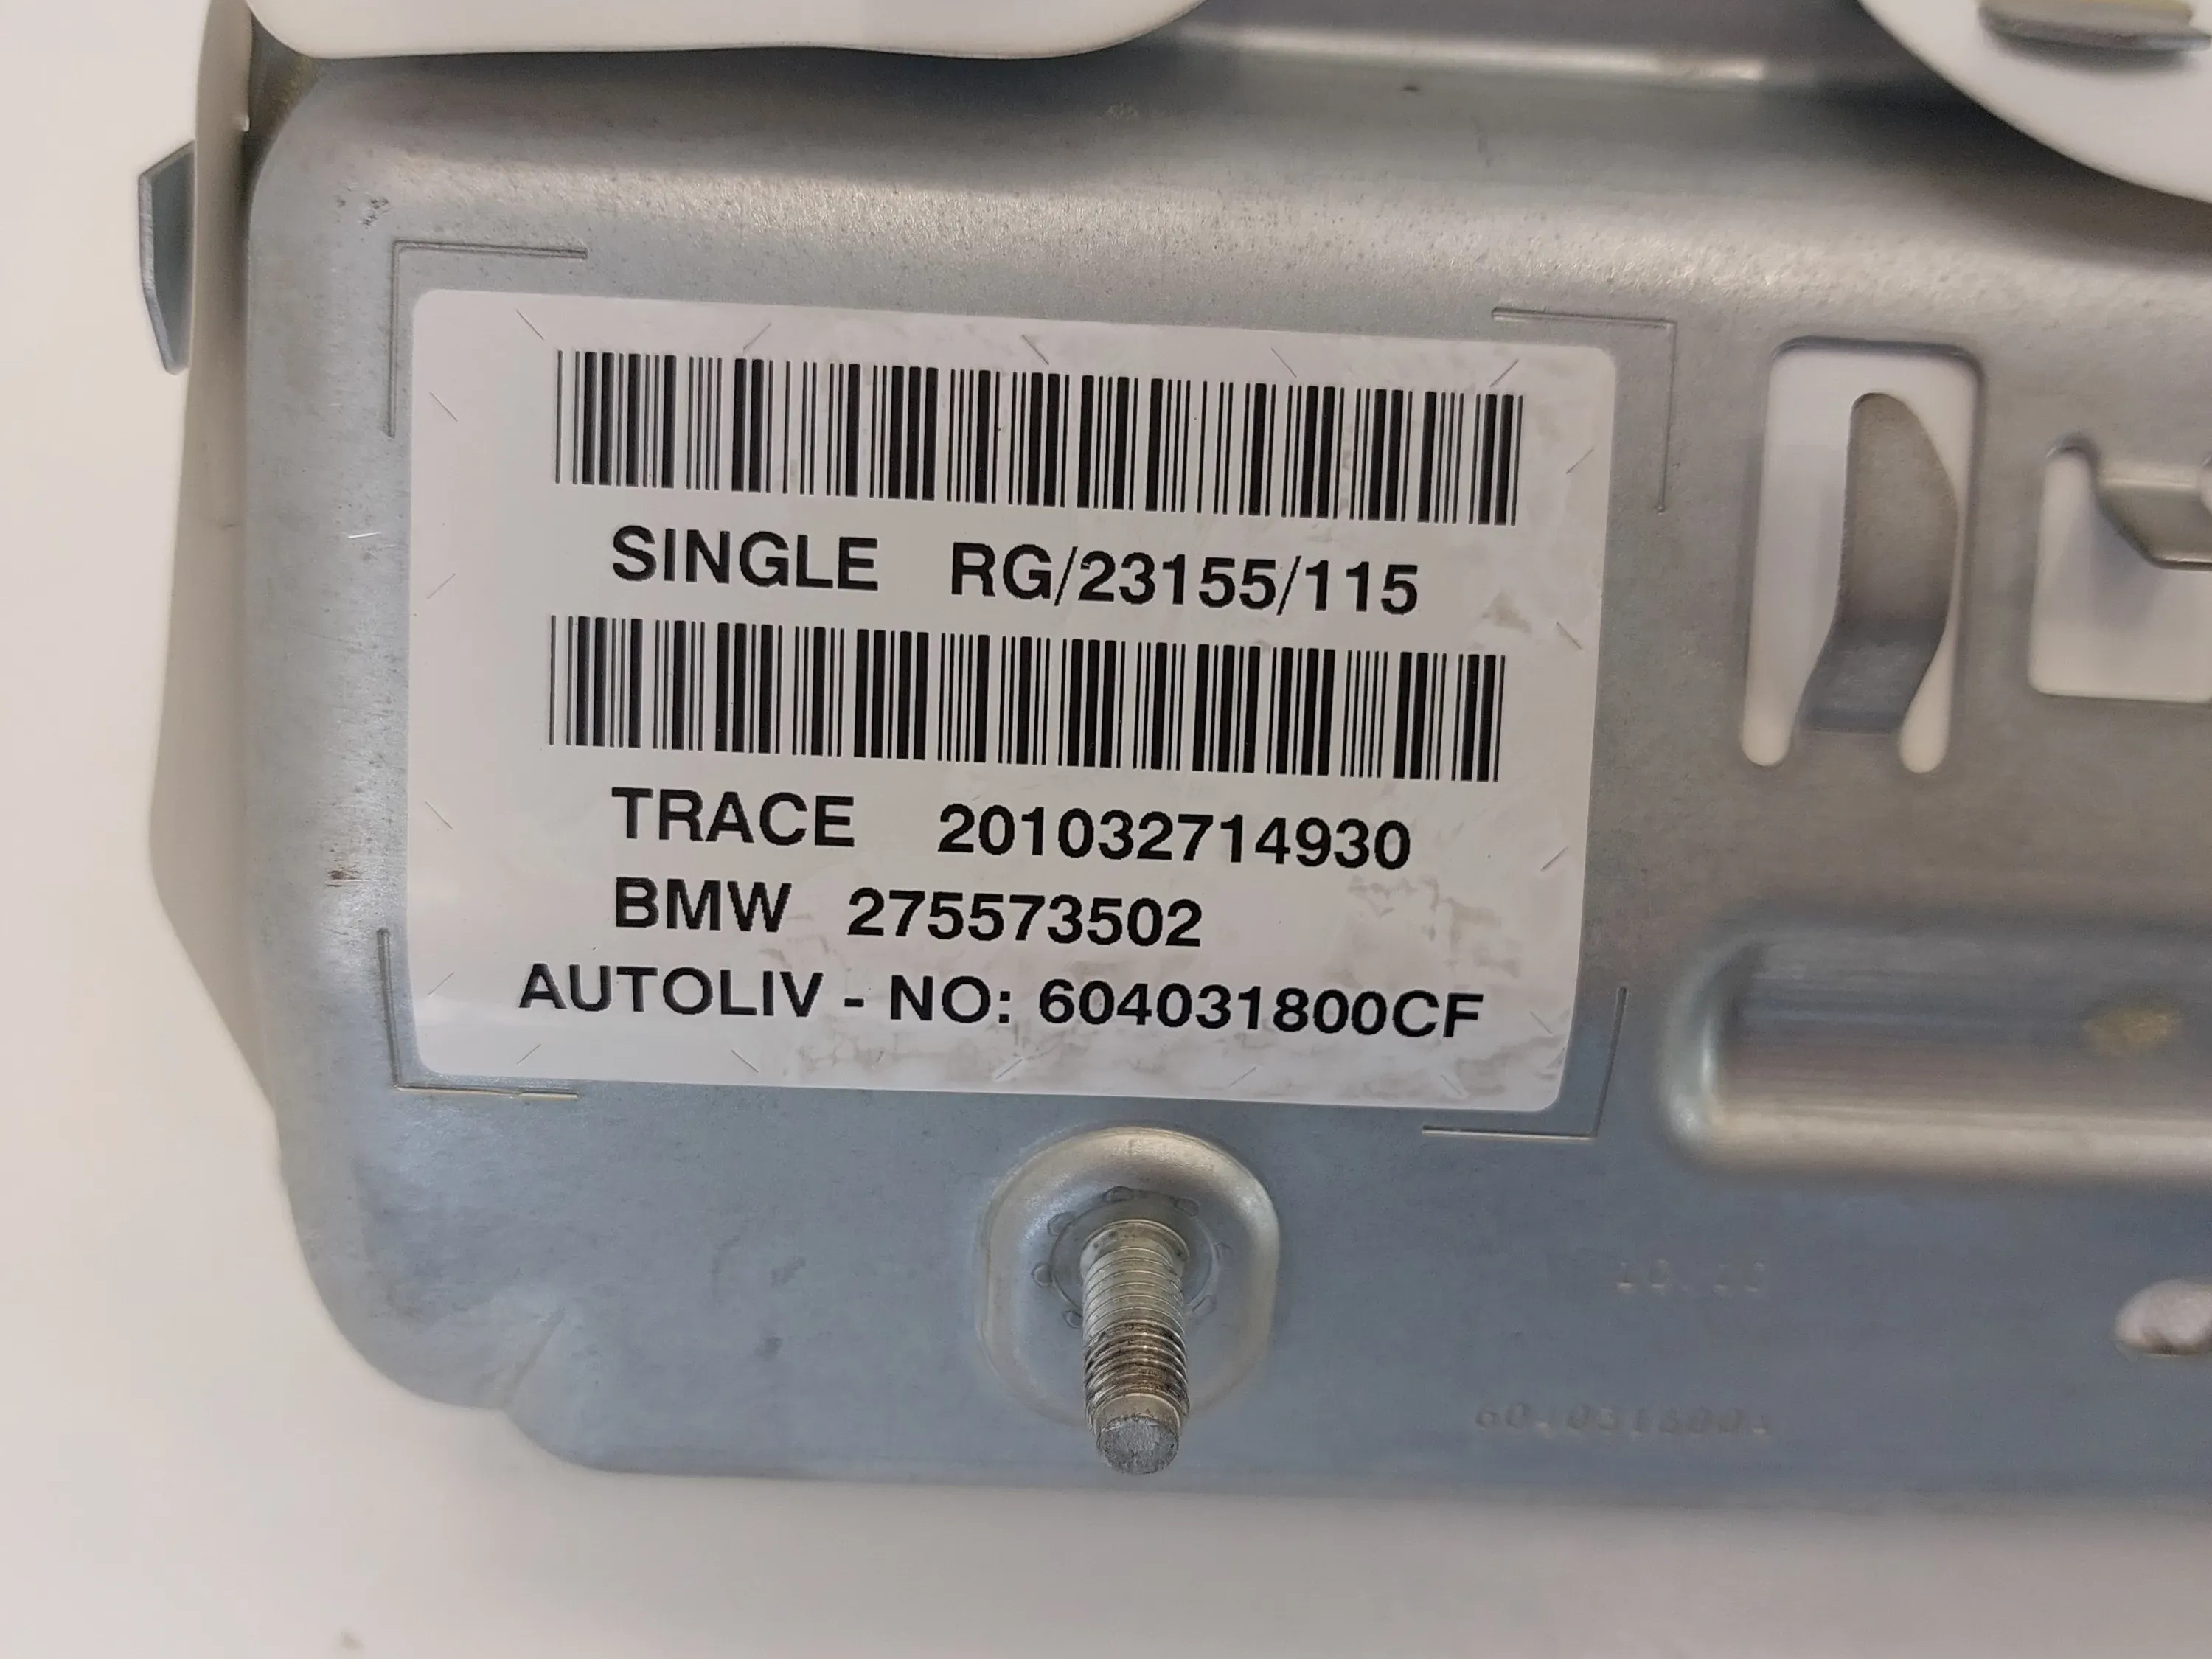 SINGLE RG/23155/115
TRACE 201032714930
BMW 275573502
AUTOLIV - NO: 604031800CF